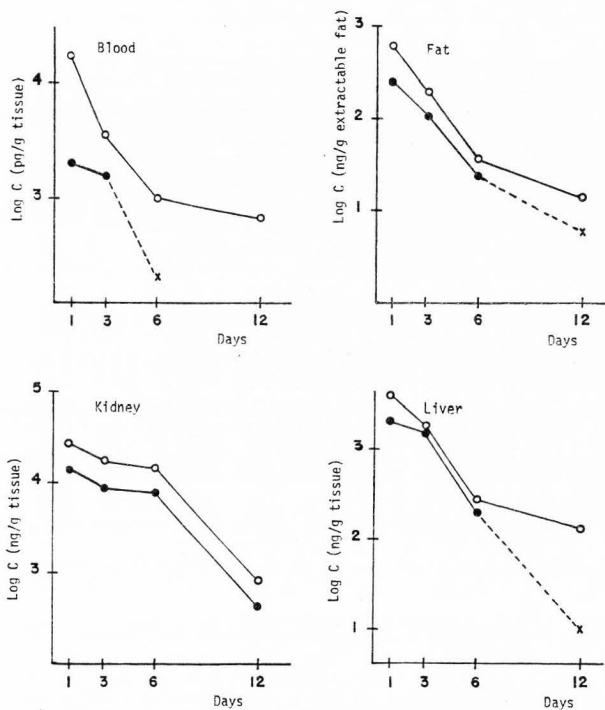 Blood
Log C (pg/g tissue)
4
3
1 3 6 12
Days
Fat
Log C (ng/g extractable fat)
3
2
1
1 3 6 12
Days
Kidney
Log C (ng/g tissue)
5
4
3
1 3 6 12
Days
Liver
Log C (ng/g tissue)
3
2
1
1 3 6 12
Days